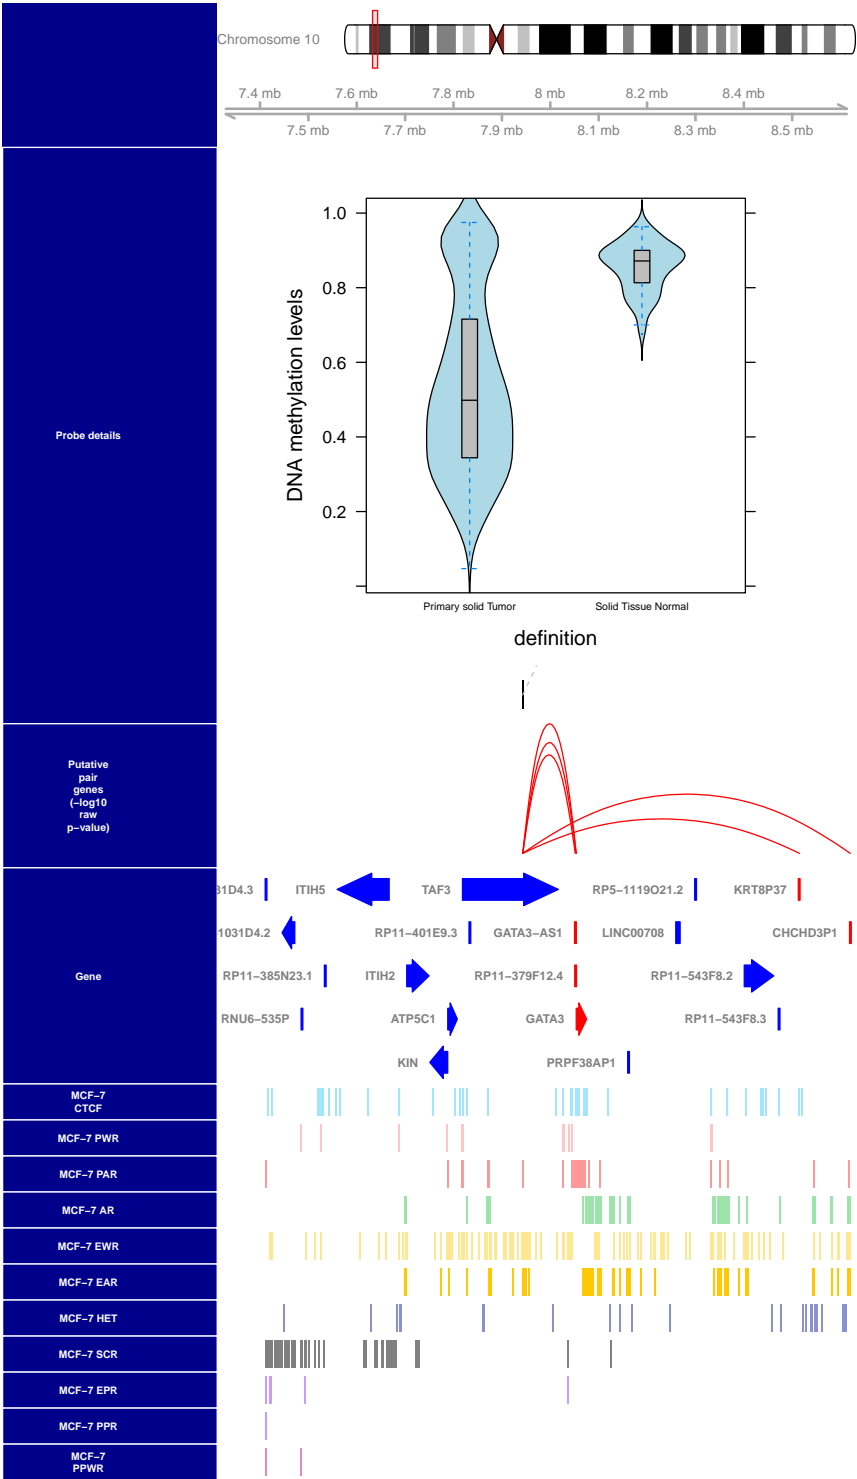 Chromosome 10
7.4 mb 7.6 mb 7.8 mb 8 mb 8.2 mb 8.4 mb
7.5 mb 7.7 mb 7.9 mb 8.1 mb 8.3 mb 8.5 mb
Probe details
DNA methylation levels
1.0
0.8
0.6
0.4
0.2
Primary solid Tumor Solid Tissue Normal
definition
Putative
pair
genes
(−log10
raw
p−value)
Gene
31D4.3 ITIH5 TAF3 RP5−1119O21.2 KRT8P37
1031D4.2 RP11−401E9.3 GATA3−AS1 LINC00708 CHCHD3P1
RP11−385N23.1 ITIH2 RP11−379F12.4 RP11−543F8.2
RNU6−535P ATP5C1 GATA3 RP11−543F8.3
KIN PRPF38AP1
MCF−7
CTCF
MCF−7 PWR
MCF−7 PAR
MCF−7 AR
MCF−7 EWR
MCF−7 EAR
MCF−7 HET
MCF−7 SCR
MCF−7 EPR
MCF−7 PPR
MCF−7
PPWR